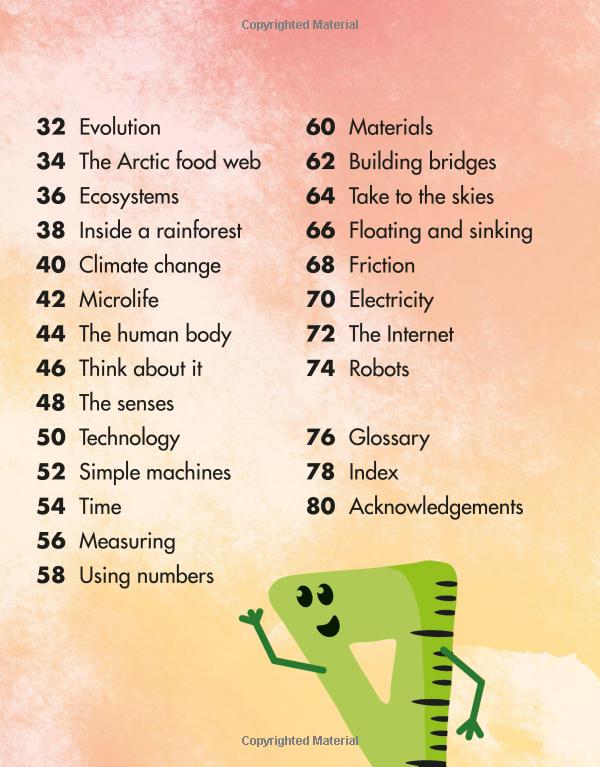 Copyrighted Material
32 Evolution
34 The Arctic food web
36 Ecosystems
38 Inside a rainforest
40 Climate change
42 Microlife
44 The human body
46 Think about it
48 The senses
50 Technology
52 Simple machines
54 Time
56 Measuring
58 Using numbers
60 Materials
62 Building bridges
64 Take to the skies
66 Floating and sinking
68 Friction
70 Electricity
72 The Internet
74 Robots
76 Glossary
78 Index
80 Acknowledgements
Copyrighted Material